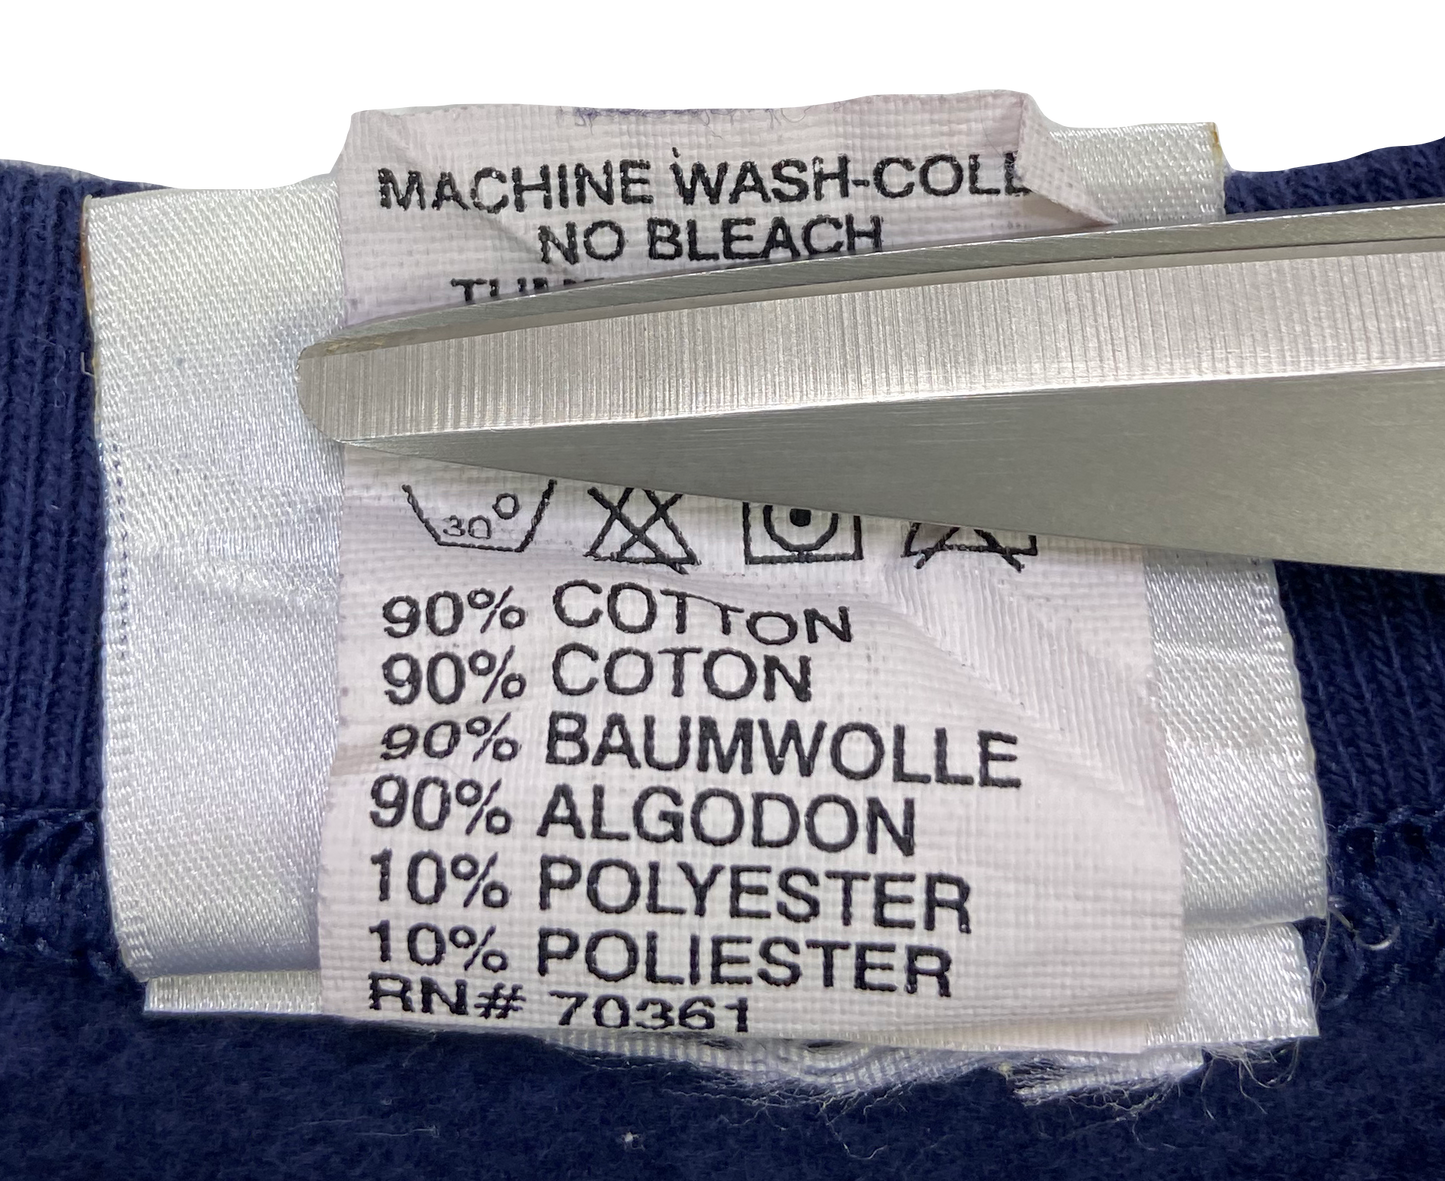 MACHINE WASH-COLD
NO BLEACH
30°
90% COTTON
90% COTON
90% BAUMWOLLE
90% ALGODON
10% POLYESTER
10% POLIESTER
RN# 70361